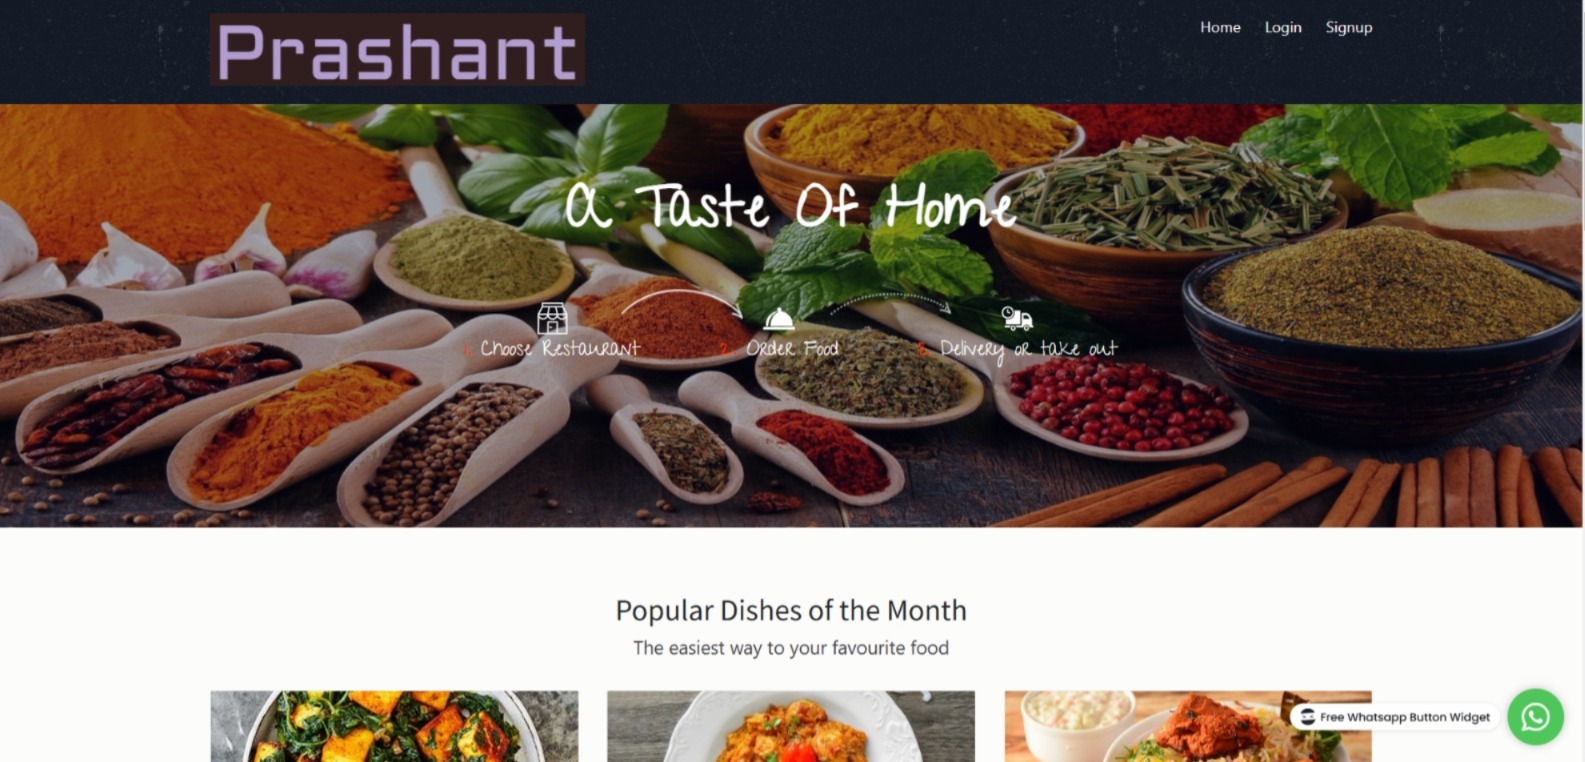 Prashant
Home Login Signup
A Taste Of Home
1. Choose Restaurant
2. Order Food
3. Delivery or take out
Popular Dishes of the Month
The easiest way to your favourite food
Free Whatsapp Button Widget